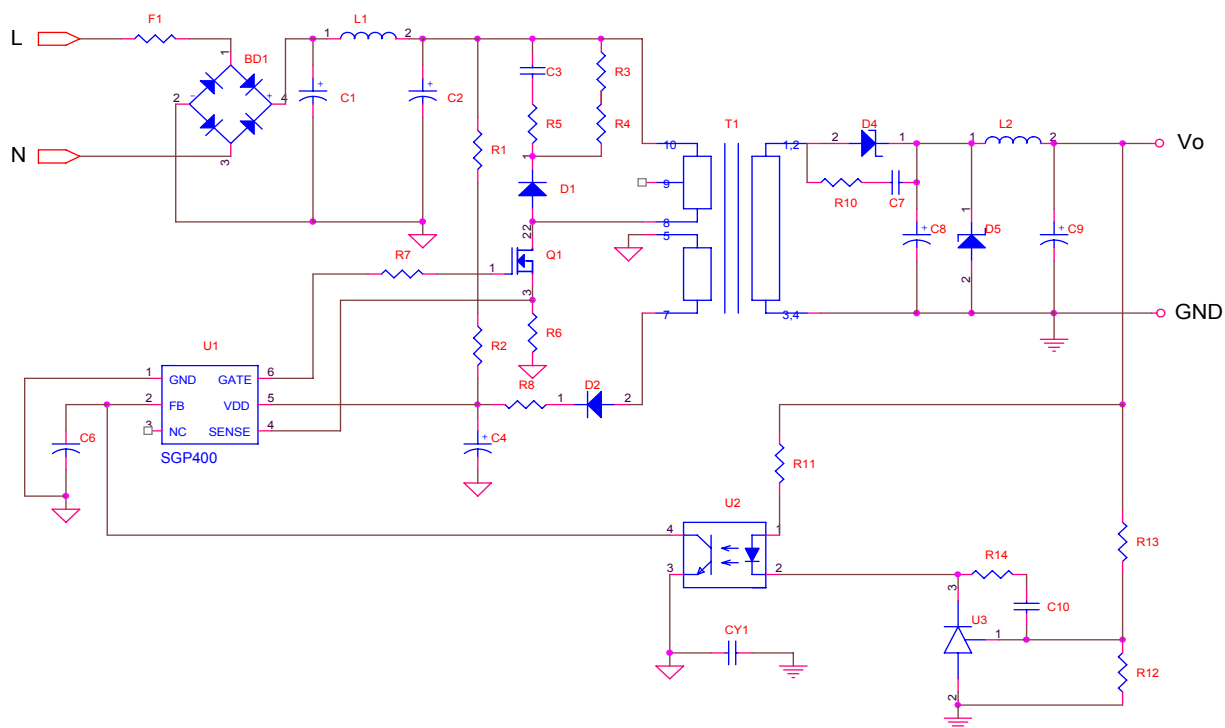 L
F1
L1
1
2
BD1
1
2
4
3
-
+
N
+
C1
+
C2
C3
R3
R5
R4
R1
1
D1
22
Q1
1
3
R7
R6
R2
T1
10
9
8
5
7
1,2
3,4
D4
2
1
R10
C7
1
L2
2
Vo
+
C8
1
D5
2
+
C9
GND
U1
1
GND
GATE
6
2
FB
VDD
5
3
NC
SENSE
4
SGP400
C6
R8
D2
1
2
+
C4
R11
U2
4
1
3
2
R13
R14
C10
3
U3
1
2
R12
CY1